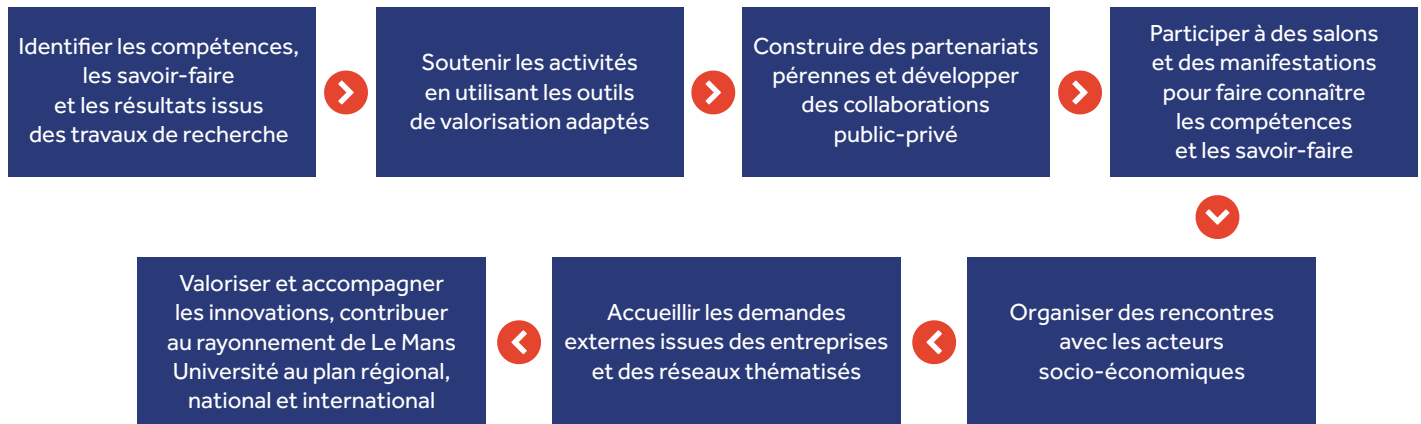 Identifier les compétences,
les savoir-faire
et les résultats issus
des travaux de recherche
Soutenir les activités
en utilisant les outils
de valorisation adaptés
Construire des partenariats
pérennes et développer
des collaborations
public-privé
Participer à des salons
et des manifestations
pour faire connaître
les compétences
et les savoir-faire
Organiser des rencontres
avec les acteurs
socio-économiques
Accueillir les demandes
externes issues des entreprises
et des réseaux thématisés
Valoriser et accompagner
les innovations, contribuer
au rayonnement de Le Mans
Université au plan régional,
national et international